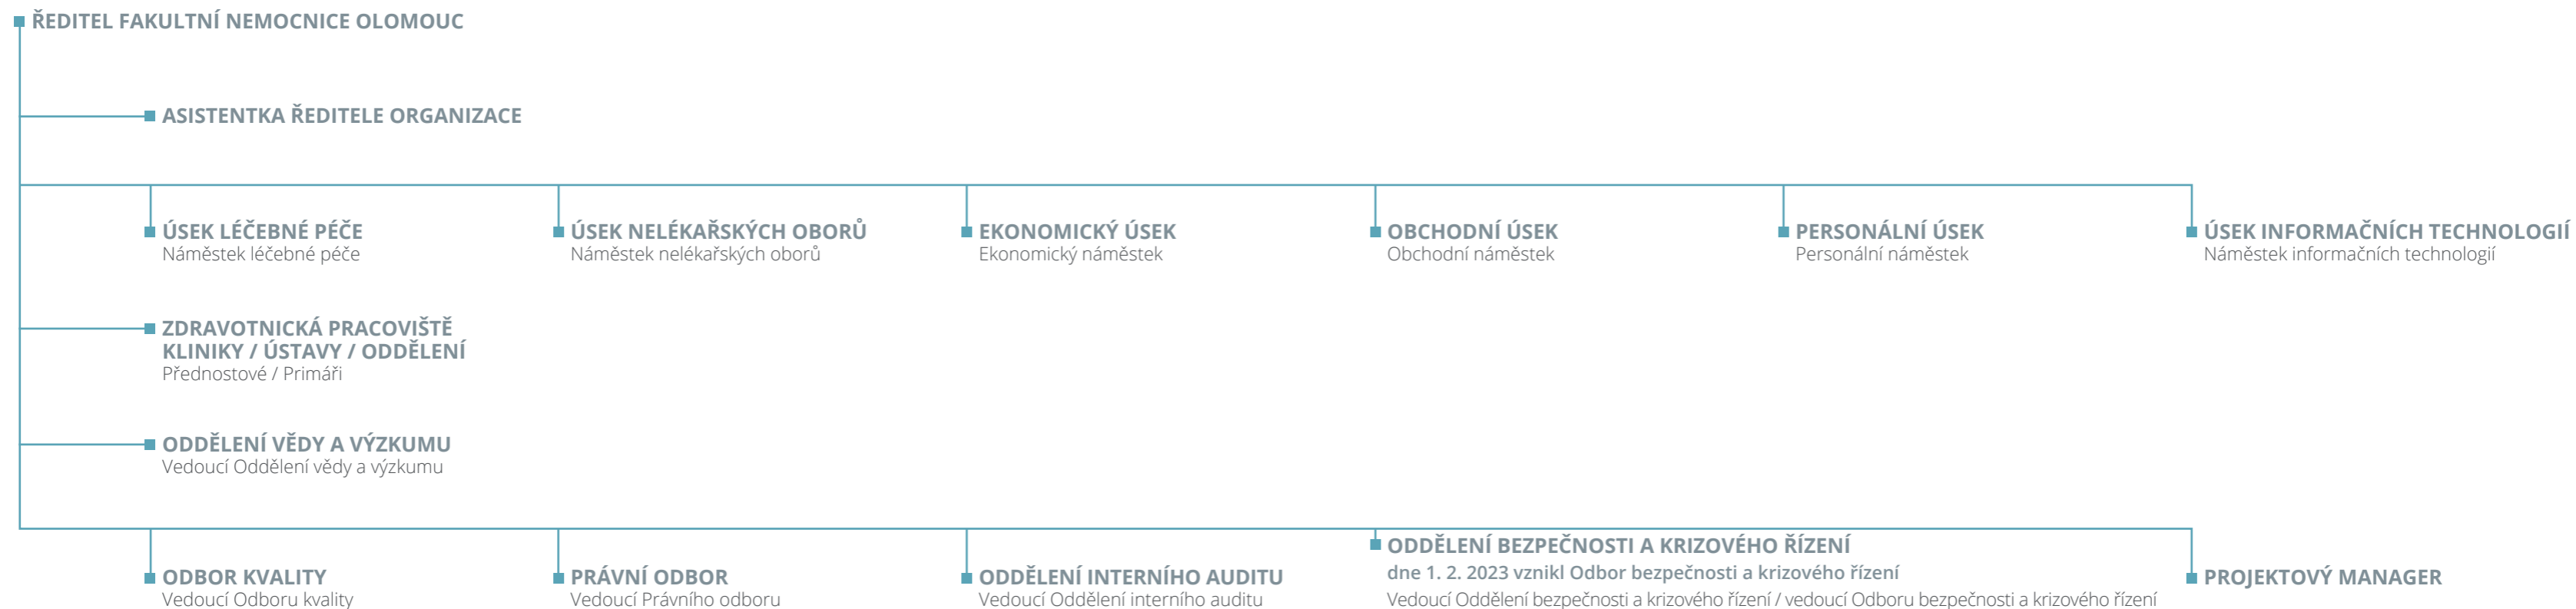 ŘEDITEL FAKULTNÍ NEMOCNICE OLOMOUC
ASISTENTKA ŘEDITELE ORGANIZACE
ÚSEK LÉČEBNÉ PÉČE
Náměstek léčebné péče
ÚSEK NELÉKAŘSKÝCH OBORŮ
Náměstek nelékařských oborů
EKONOMICKÝ ÚSEK
Ekonomický náměstek
OBCHODNÍ ÚSEK
Obchodní náměstek
PERSONÁLNÍ ÚSEK
Personální náměstek
ÚSEK INFORMAČNÍCH TECHNOLOGIÍ
Náměstek informačních technologií
ZDRAVOTNICKÁ PRACOVIŠTĚ
KLINIKY / ÚSTAVY / ODDĚLENÍ
Přednostové / Primáři
ODDĚLENÍ VĚDY A VÝZKUMU
Vedoucí Oddělení vědy a výzkumu
ODBOR KVALITY
Vedoucí Odboru kvality
PRÁVNÍ ODBOR
Vedoucí Právního odboru
ODDĚLENÍ INTERNÍHO AUDITU
Vedoucí Oddělení interního auditu
ODDĚLENÍ BEZPEČNOSTI A KRIZOVÉHO ŘÍZENÍ
dne 1. 2. 2023 vznikl Odbor bezpečnosti a krizového řízení
Vedoucí Oddělení bezpečnosti a krizového řízení / vedoucí Odboru bezpečnosti a krizového řízení
PROJEKTOVÝ MANAGER